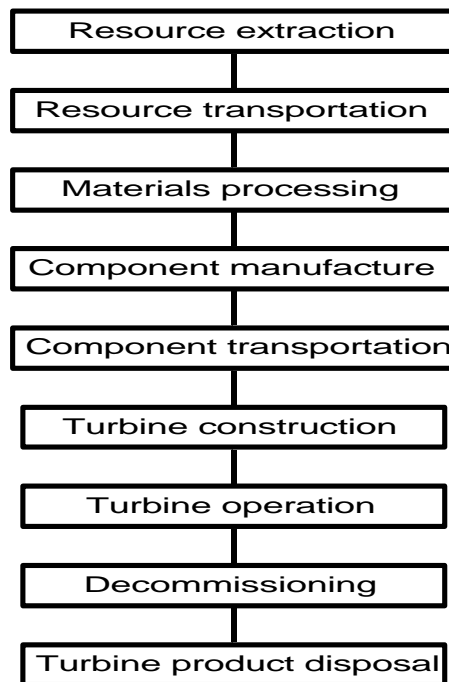 Resource extraction
Resource transportation
Materials processing
Component manufacture
Component transportation
Turbine construction
Turbine operation
Decommissioning
Turbine product disposal